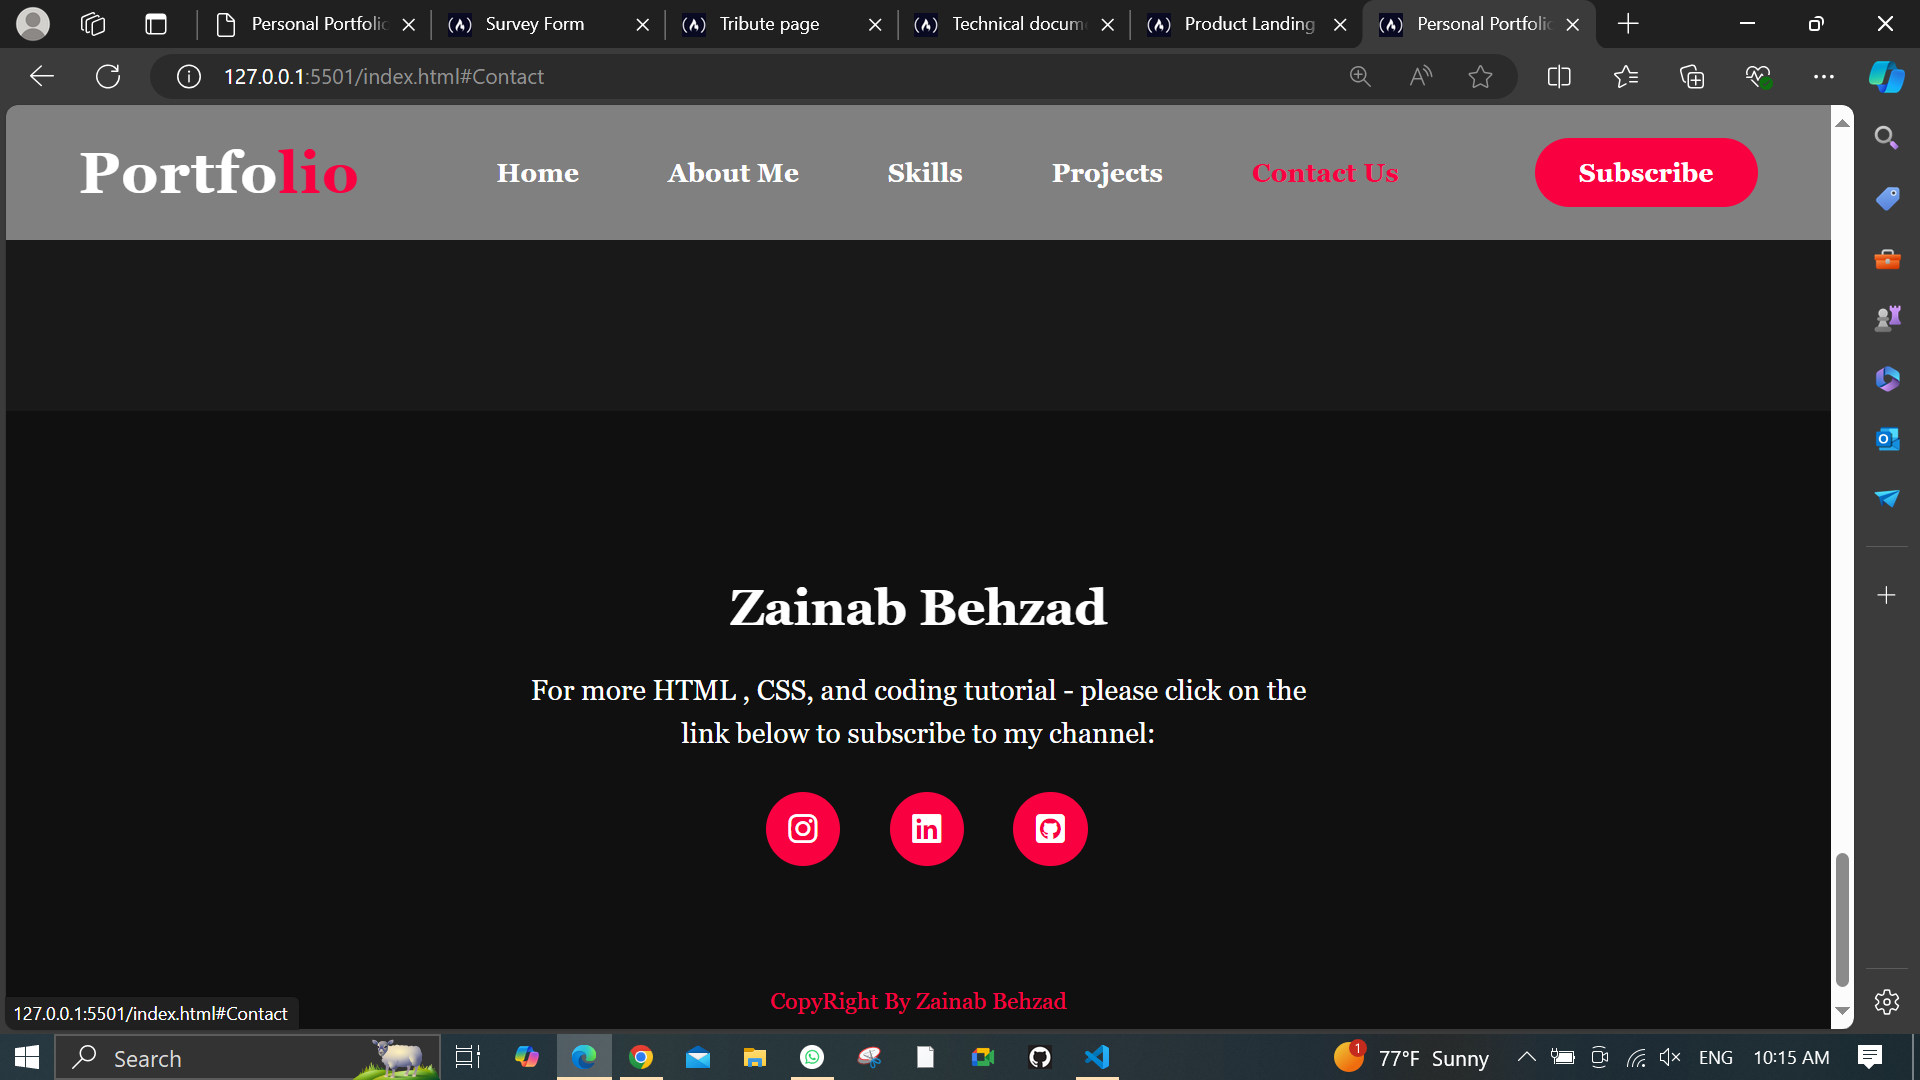 Personal Portfolio
Survey Form
Tribute page
Technical docum
Product Landing
Personal Portfolio
127.0.0.1:5501/index.html#Contact
Portfolio
Home
About Me
Skills
Projects
Contact Us
Subscribe
Zainab Behzad
For more HTML , CSS, and coding tutorial - please click on the
link below to subscribe to my channel:
CopyRight By Zainab Behzad
127.0.0.1:5501/index.html#Contact
Search
1
77°F Sunny
ENG
10:15 AM